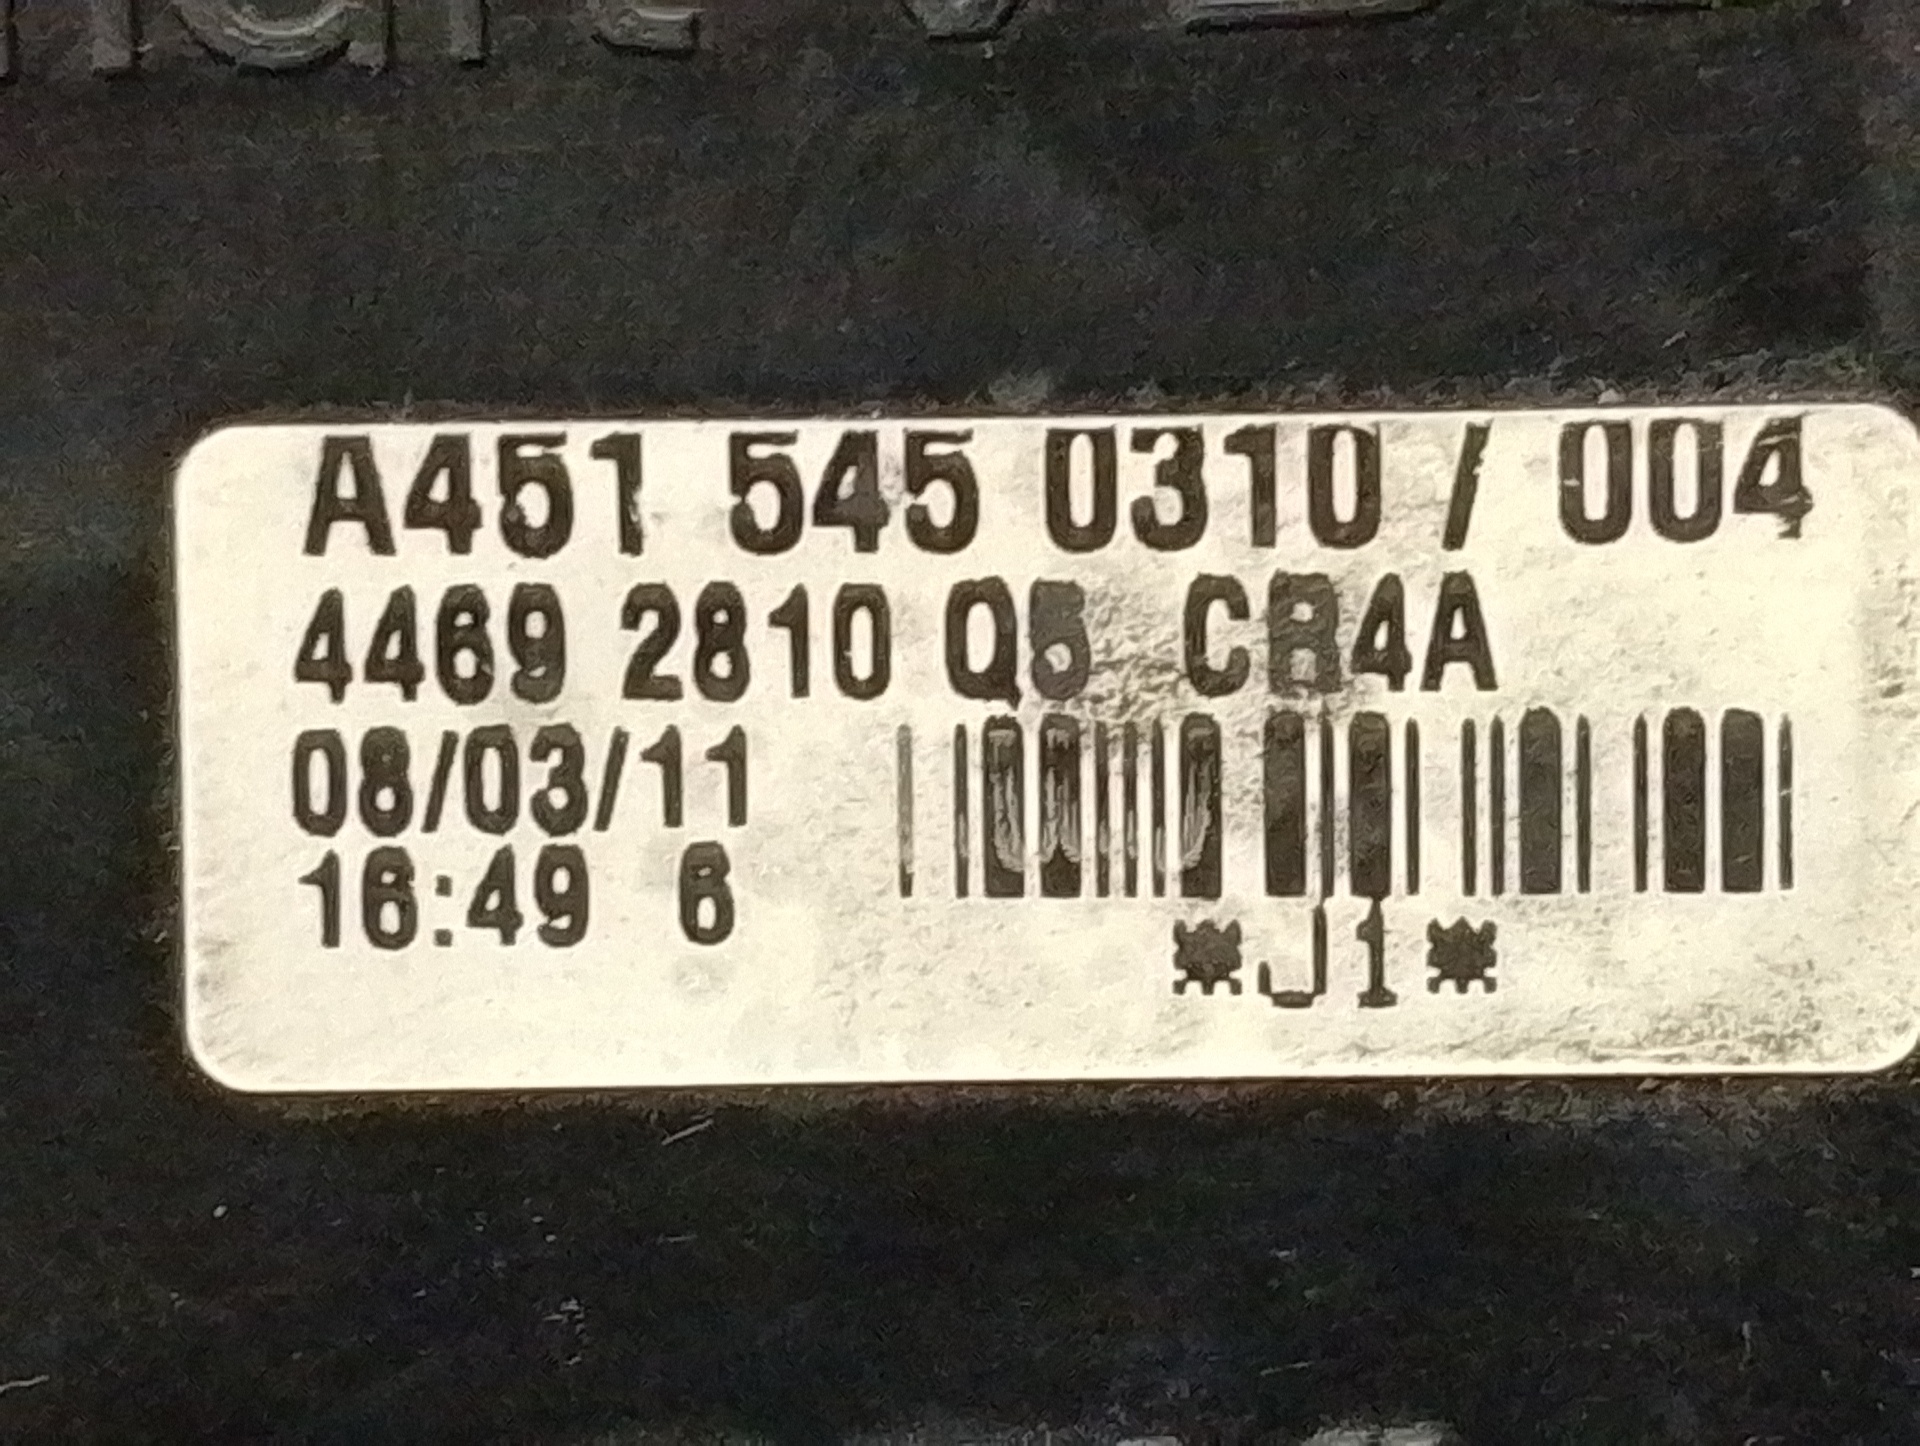 A451 545 0310 / 004
4469 2810 Q5 CR4A
08/03/11
16:49 6
*J1*